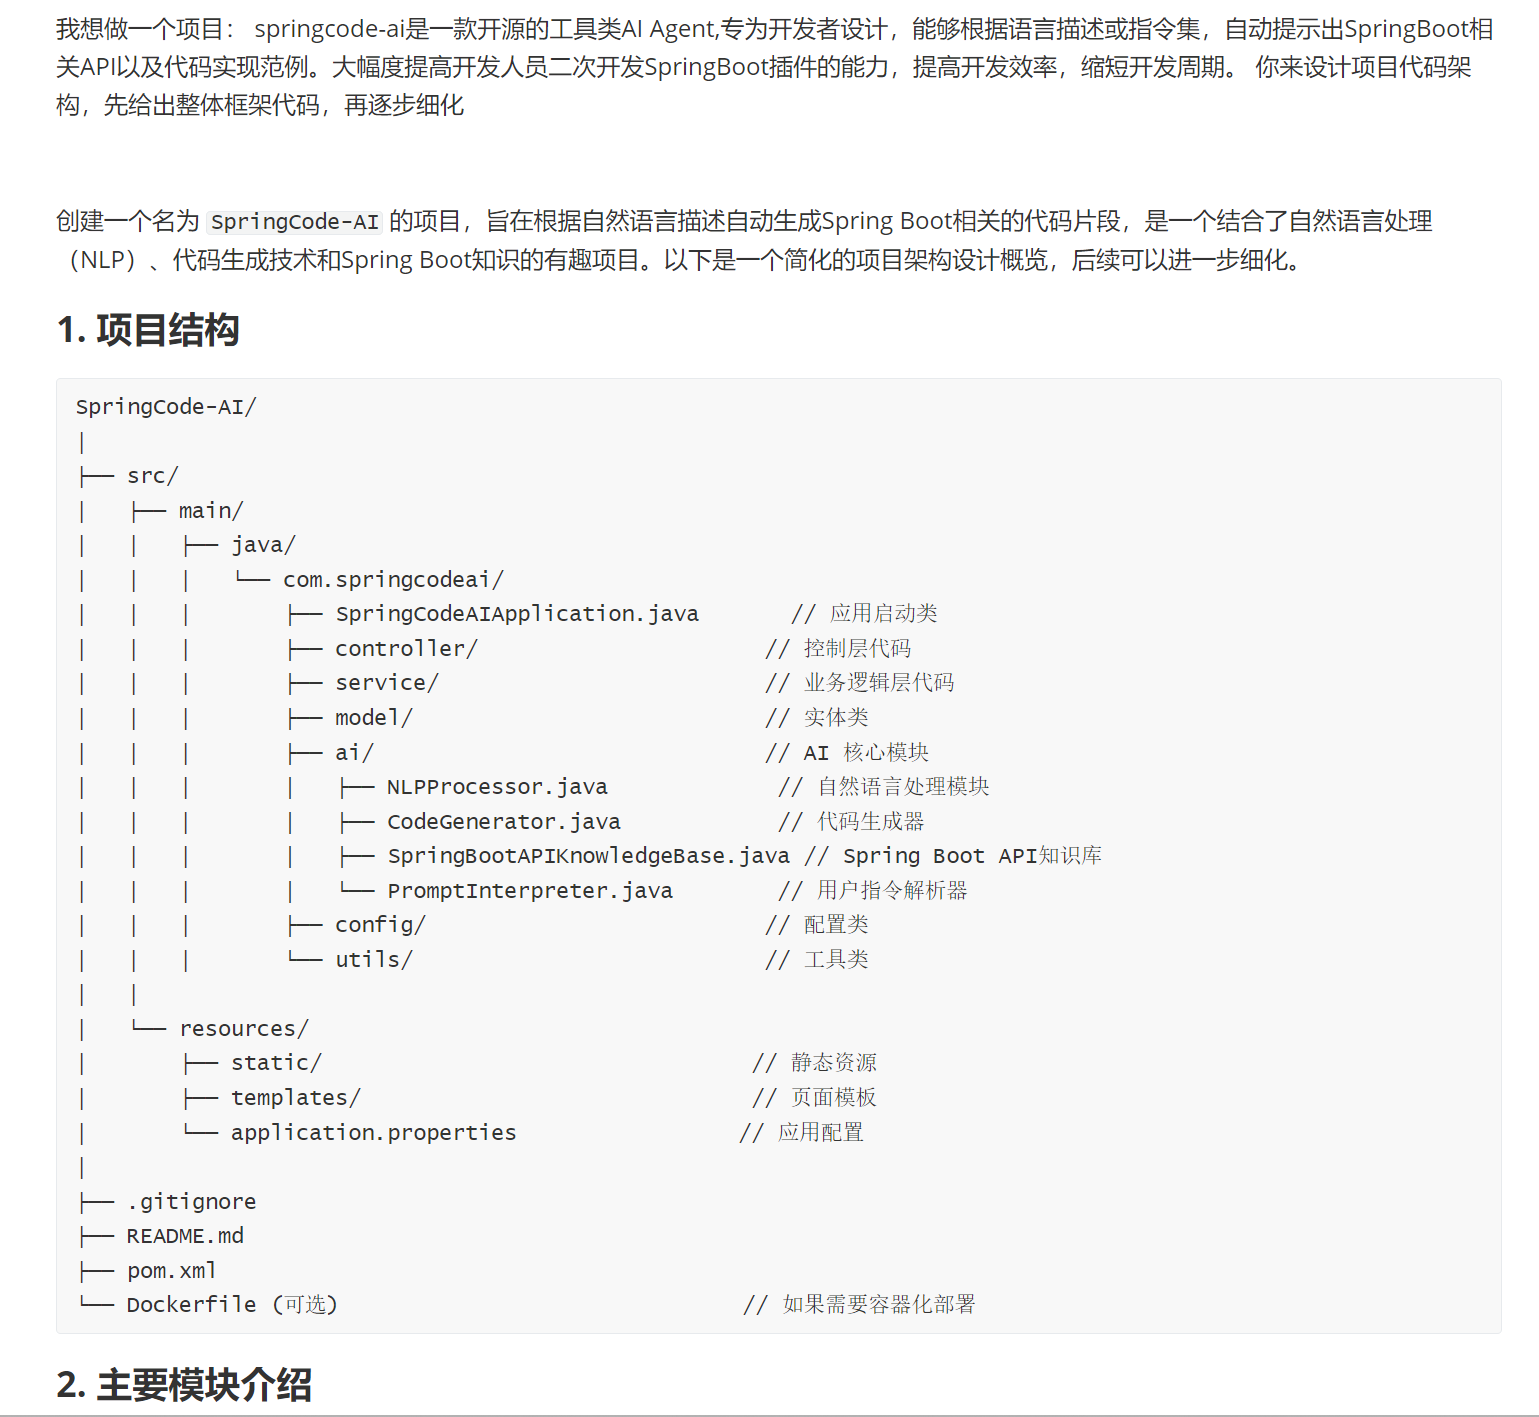 我想做一个项目： springcode-ai是一款开源的工具类AI Agent,专为开发者设计，能够根据语言描述或指令集，自动提示出SpringBoot相
关API以及代码实现范例。大幅度提高开发人员二次开发SpringBoot插件的能力，提高开发效率，缩短开发周期。 你来设计项目代码架
构，先给出整体框架代码，再逐步细化
创建一个名为 SpringCode-AI 的项目，旨在根据自然语言描述自动生成Spring Boot相关的代码片段，是一个结合了自然语言处理
（NLP）、代码生成技术和Spring Boot知识的有趣项目。以下是一个简化的项目架构设计概览，后续可以进一步细化。
1. 项目结构
SpringCode-AI/
│
├── src/
│   ├── main/
│   │   ├── java/
│   │   │   └── com.springcodeai/
│   │   │       ├── SpringCodeAIApplication.java       // 应用启动类
│   │   │       ├── controller/                      // 控制层代码
│   │   │       ├── service/                         // 业务逻辑层代码
│   │   │       ├── model/                           // 实体类
│   │   │       ├── ai/                              // AI 核心模块
│   │   │       │   ├── NLPProcessor.java             // 自然语言处理模块
│   │   │       │   ├── CodeGenerator.java            // 代码生成器
│   │   │       │   ├── SpringBootAPIKnowledgeBase.java // Spring Boot API知识库
│   │   │       │   └── PromptInterpreter.java        // 用户指令解析器
│   │   │       ├── config/                          // 配置类
│   │   │       └── utils/                           // 工具类
│   │
│   └── resources/
│       ├── static/                                 // 静态资源
│       ├── templates/                              // 页面模板
│       └── application.properties                 // 应用配置
│
├── .gitignore
├── README.md
├── pom.xml
└── Dockerfile (可选)                               // 如果需要容器化部署
2. 主要模块介绍